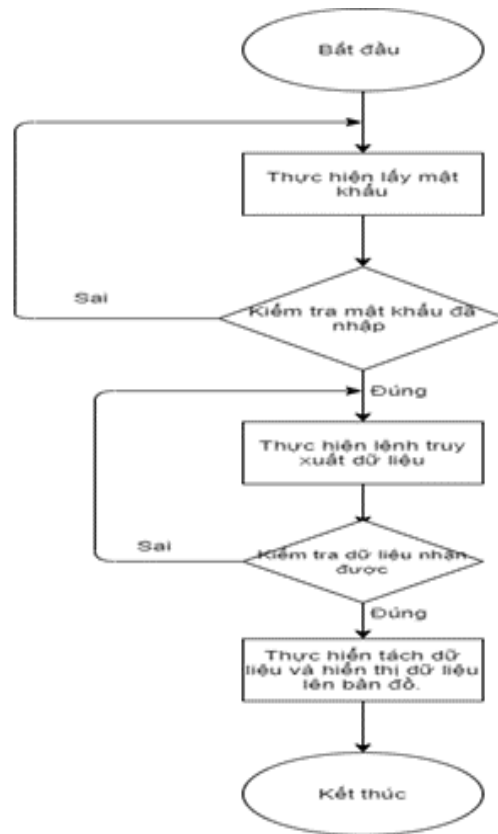 Bắt đầu
Thực hiện lấy mật
khẩu
Sai
Kiểm tra mật khẩu đã
nhập
Đúng
Thực hiện lệnh truy
xuất dữ liệu
Sai
Kiểm tra dữ liệu nhận
được
Đúng
Thực hiển tách dữ
liệu và hiển thị dữ liệu
lên bản đồ.
Kết thúc